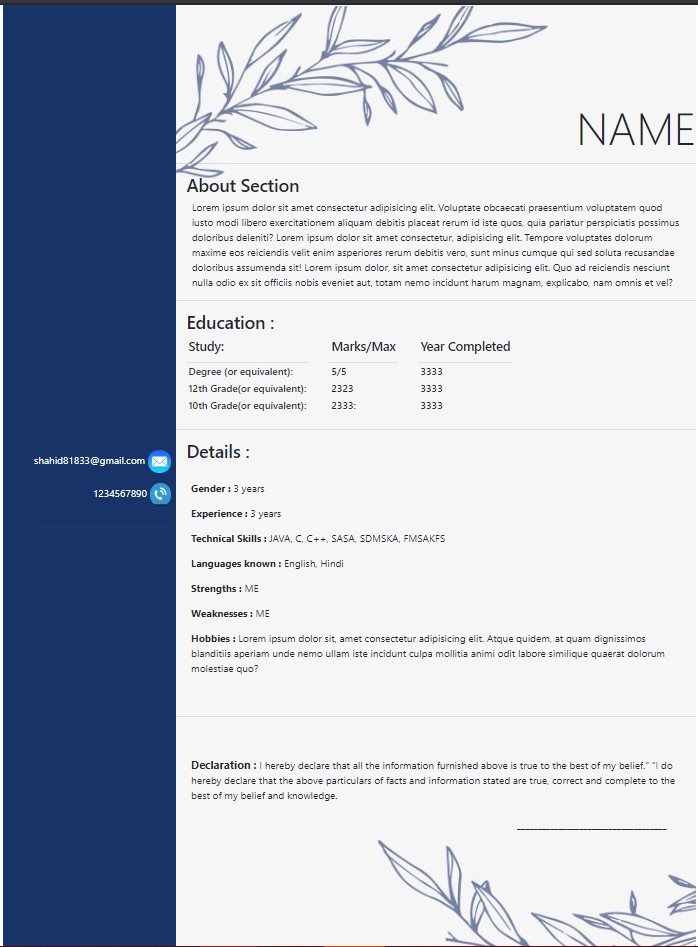 NAME
About Section
Lorem ipsum dolor sit amet consectetur adipisicing elit. Voluptate obcaecati praesentium voluptatem quod
iusto modi libero exercitationem aliquam debitis placeat rerum id iste quos, quia pariatur perspiciatis possimus
doloribus deleniti? Lorem ipsum dolor sit amet consectetur, adipisicing elit. Tempore voluptates dolorum
maxime eos reiciendis velit enim asperiores rerum debitis vero, sunt minus cumque qui sed soluta recusandae
doloribus assumenda sit! Lorem ipsum dolor, sit amet consectetur adipisicing elit. Quo ad reiciendis nesciunt
nulla odio ex sit officiis nobis eveniet aut, totam nemo incidunt harum magnam, explicabo, nam omnis et vel?
Education :
Study: Marks/Max Year Completed
Degree (or equivalent): 5/5 3333
12th Grade(or equivalent): 2323 3333
10th Grade(or equivalent): 2333: 3333
shahid81833@gmail.com
1234567890
Details :
Gender : 3 years
Experience : 3 years
Technical Skills : JAVA, C, C++, SASA, SDMSKA, FMSAKFS
Languages known : English, Hindi
Strengths : ME
Weaknesses : ME
Hobbies : Lorem ipsum dolor sit, amet consectetur adipisicing elit. Atque quidem, at quam dignissimos
blanditiis aperiam unde nemo ullam iste incidunt culpa mollitia animi odit labore similique quaerat dolorum
molestiae quo?
Declaration : I hereby declare that all the information furnished above is true to the best of my belief.” “I do
hereby declare that the above particulars of facts and information stated are true, correct and complete to the
best of my belief and knowledge.